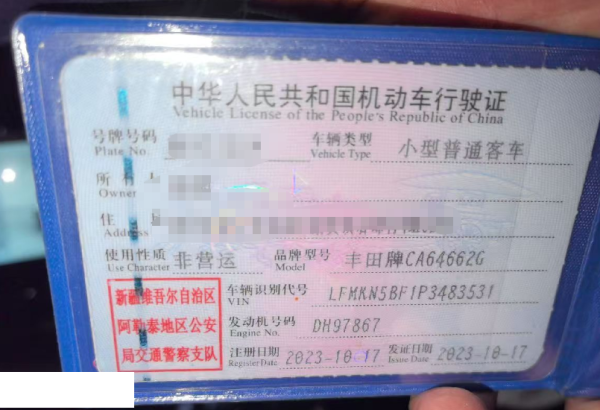 中华人民共和国机动车行驶证
Vehicle License of the People's Republic of China
号牌号码
Plate No.
车辆类型
Vehicle Type
小型普通客车
所有人
Owner
住
Address
使用性质
Use Character
非营运
品牌型号
Model
丰田牌CA64662G
新疆维吾尔自治区
阿勒泰地区公安
局交通警察支队
车辆识别代号
VIN
LFMKN5BF1P3483531
发动机号码
Engine No.
DH97867
注册日期
Register Date
2023-10-17
发证日期
Issue Date
2023-10-17